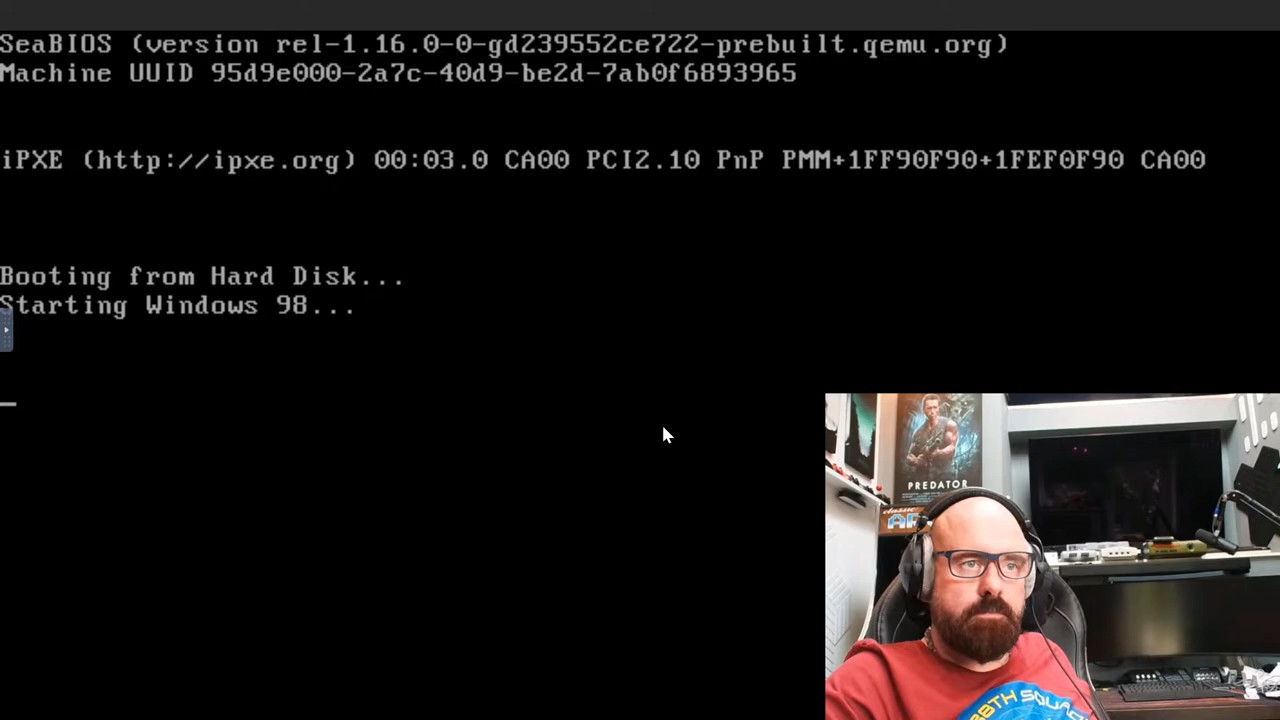 SeaBIOS (version rel-1.16.0-0-gd239552ce722-prebuilt.qemu.org)
Machine UUID 95d9e000-2a7c-40d9-be2d-7ab0f6893965
iPXE (http://ipxe.org) 00:03.0 CA00 PCI2.10 PnP PMM+1FF90F90+1FEF0F90 CA00
Booting from Hard Disk...
Starting Windows 98...
PREDATOR
classic